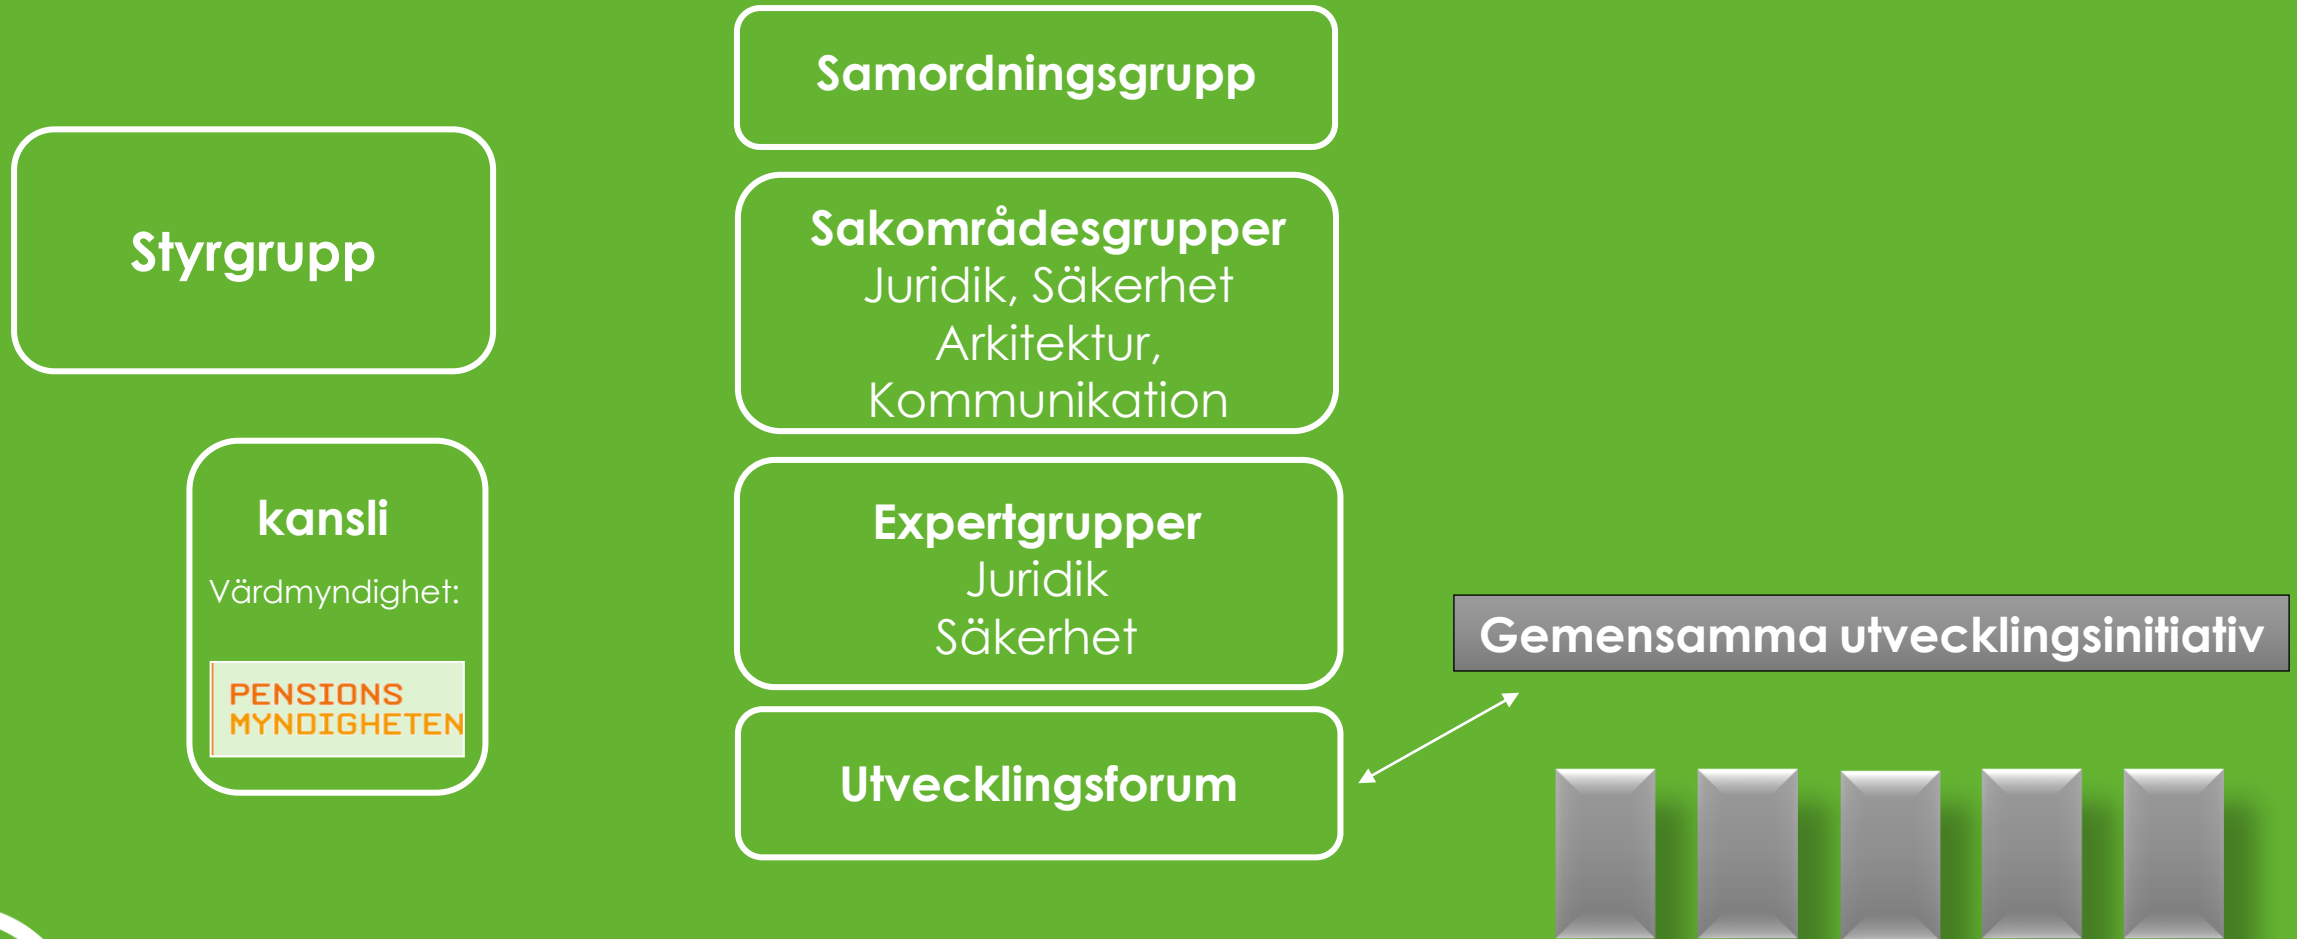 Styrgrupp
kansli
Värdmyndighet:
PENSIONS
MYNDIGHETEN
Samordningsgrupp
Sakområdesgrupper
Juridik, Säkerhet
Arkitektur,
Kommunikation
Expertgrupper
Juridik
Säkerhet
Utvecklingsforum
Gemensamma utvecklingsinitiativ